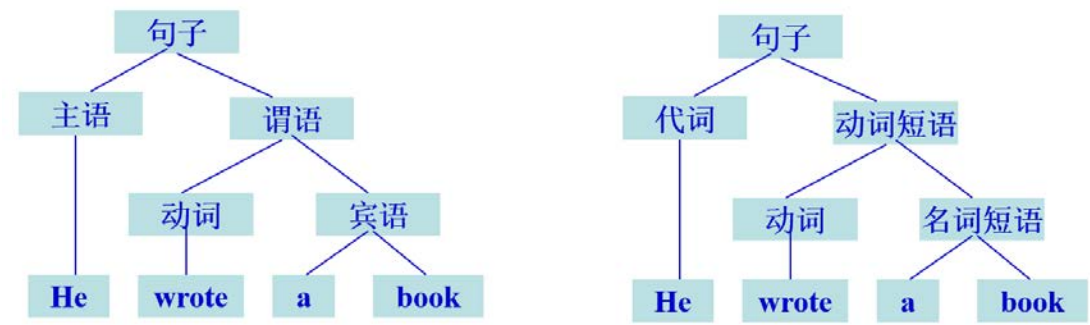 句子
主语 谓语
动词 宾语
He wrote a book
句子
代词 动词短语
动词 名词短语
He wrote a book